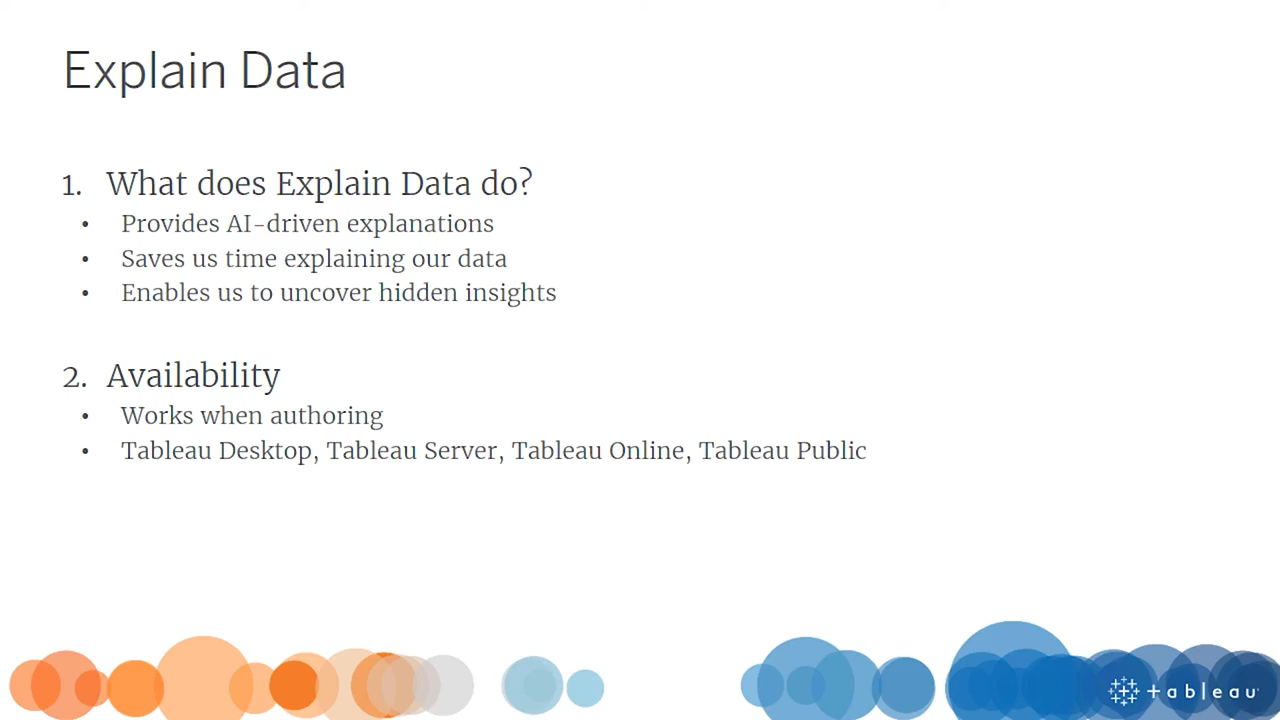 Explain Data
1. What does Explain Data do?
• Provides AI-driven explanations
• Saves us time explaining our data
• Enables us to uncover hidden insights
2. Availability
• Works when authoring
• Tableau Desktop, Tableau Server, Tableau Online, Tableau Public
tableau